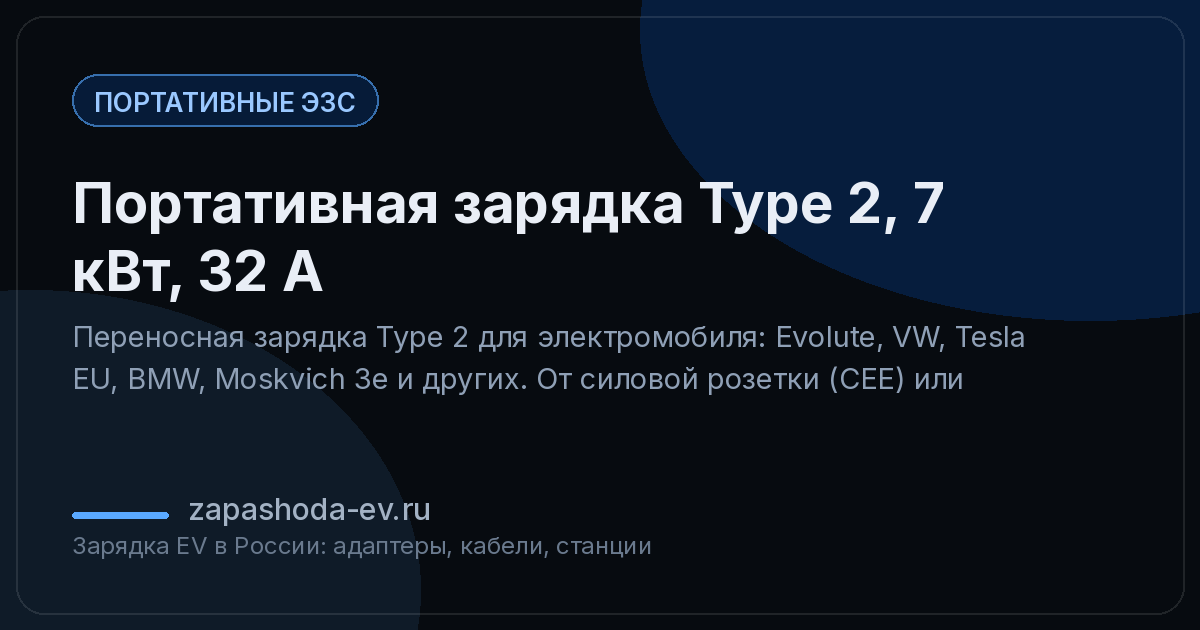 ПОРТАТИВНЫЕ ЭЗС
Портативная зарядка Type 2, 7
кВт, 32 А
Переносная зарядка Type 2 для электромобиля: Evolute, VW, Tesla
EU, BMW, Moskvich 3e и других. От силовой розетки (CEE) или
zapashoda-ev.ru
Зарядка EV в России: адаптеры, кабели, станции